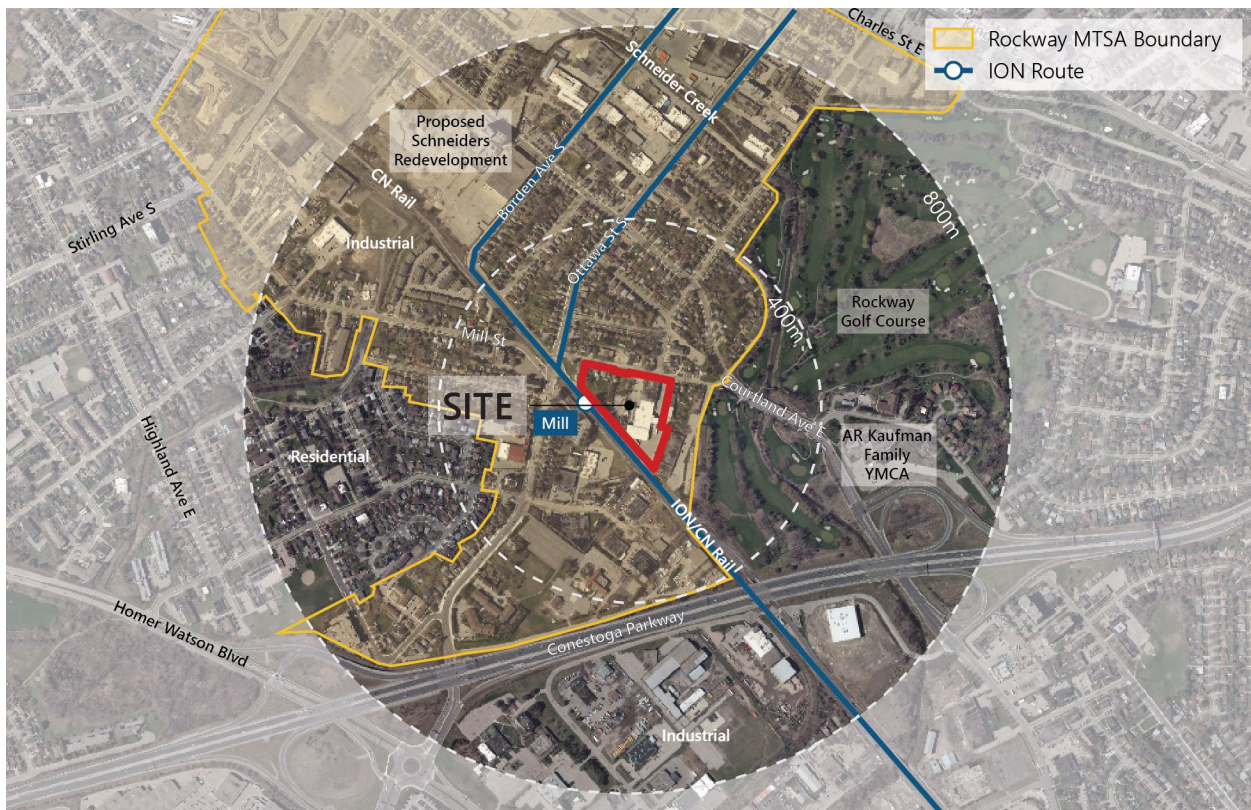 Charles St E
Rockway MTSA Boundary
ION Route
Schneider Creek
Proposed
Schneiders
Redevelopment
Borden Ave S
CN Rail
Stirling Ave S
Industrial
800m
Ottawa St S
Rockway
Golf Course
400m
Mill St
SITE
Mill
Courtland Ave E
AR Kaufman
Family
YMCA
Highland Ave E
Residential
ION/CN Rail
Homer Watson Blvd
Conestoga Parkway
Industrial